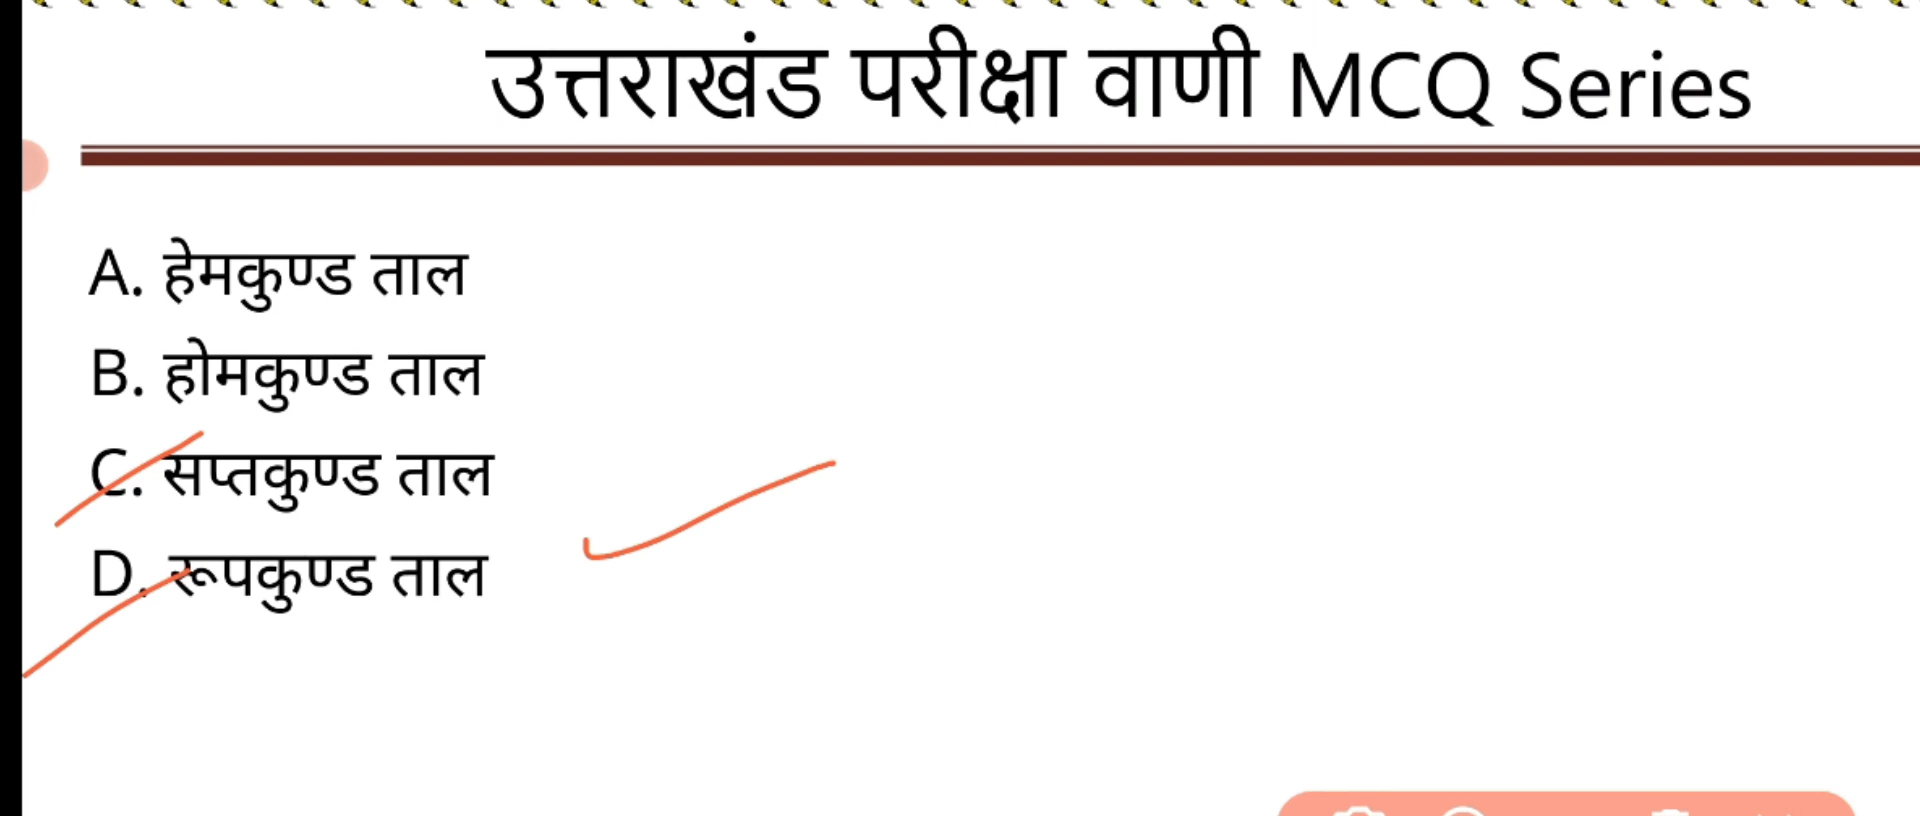 उत्तराखंड परीक्षा वाणी MCQ Series
A. हेमकुण्ड ताल
B. होमकुण्ड ताल
C. सप्तकुण्ड ताल
D. रूपकुण्ड ताल